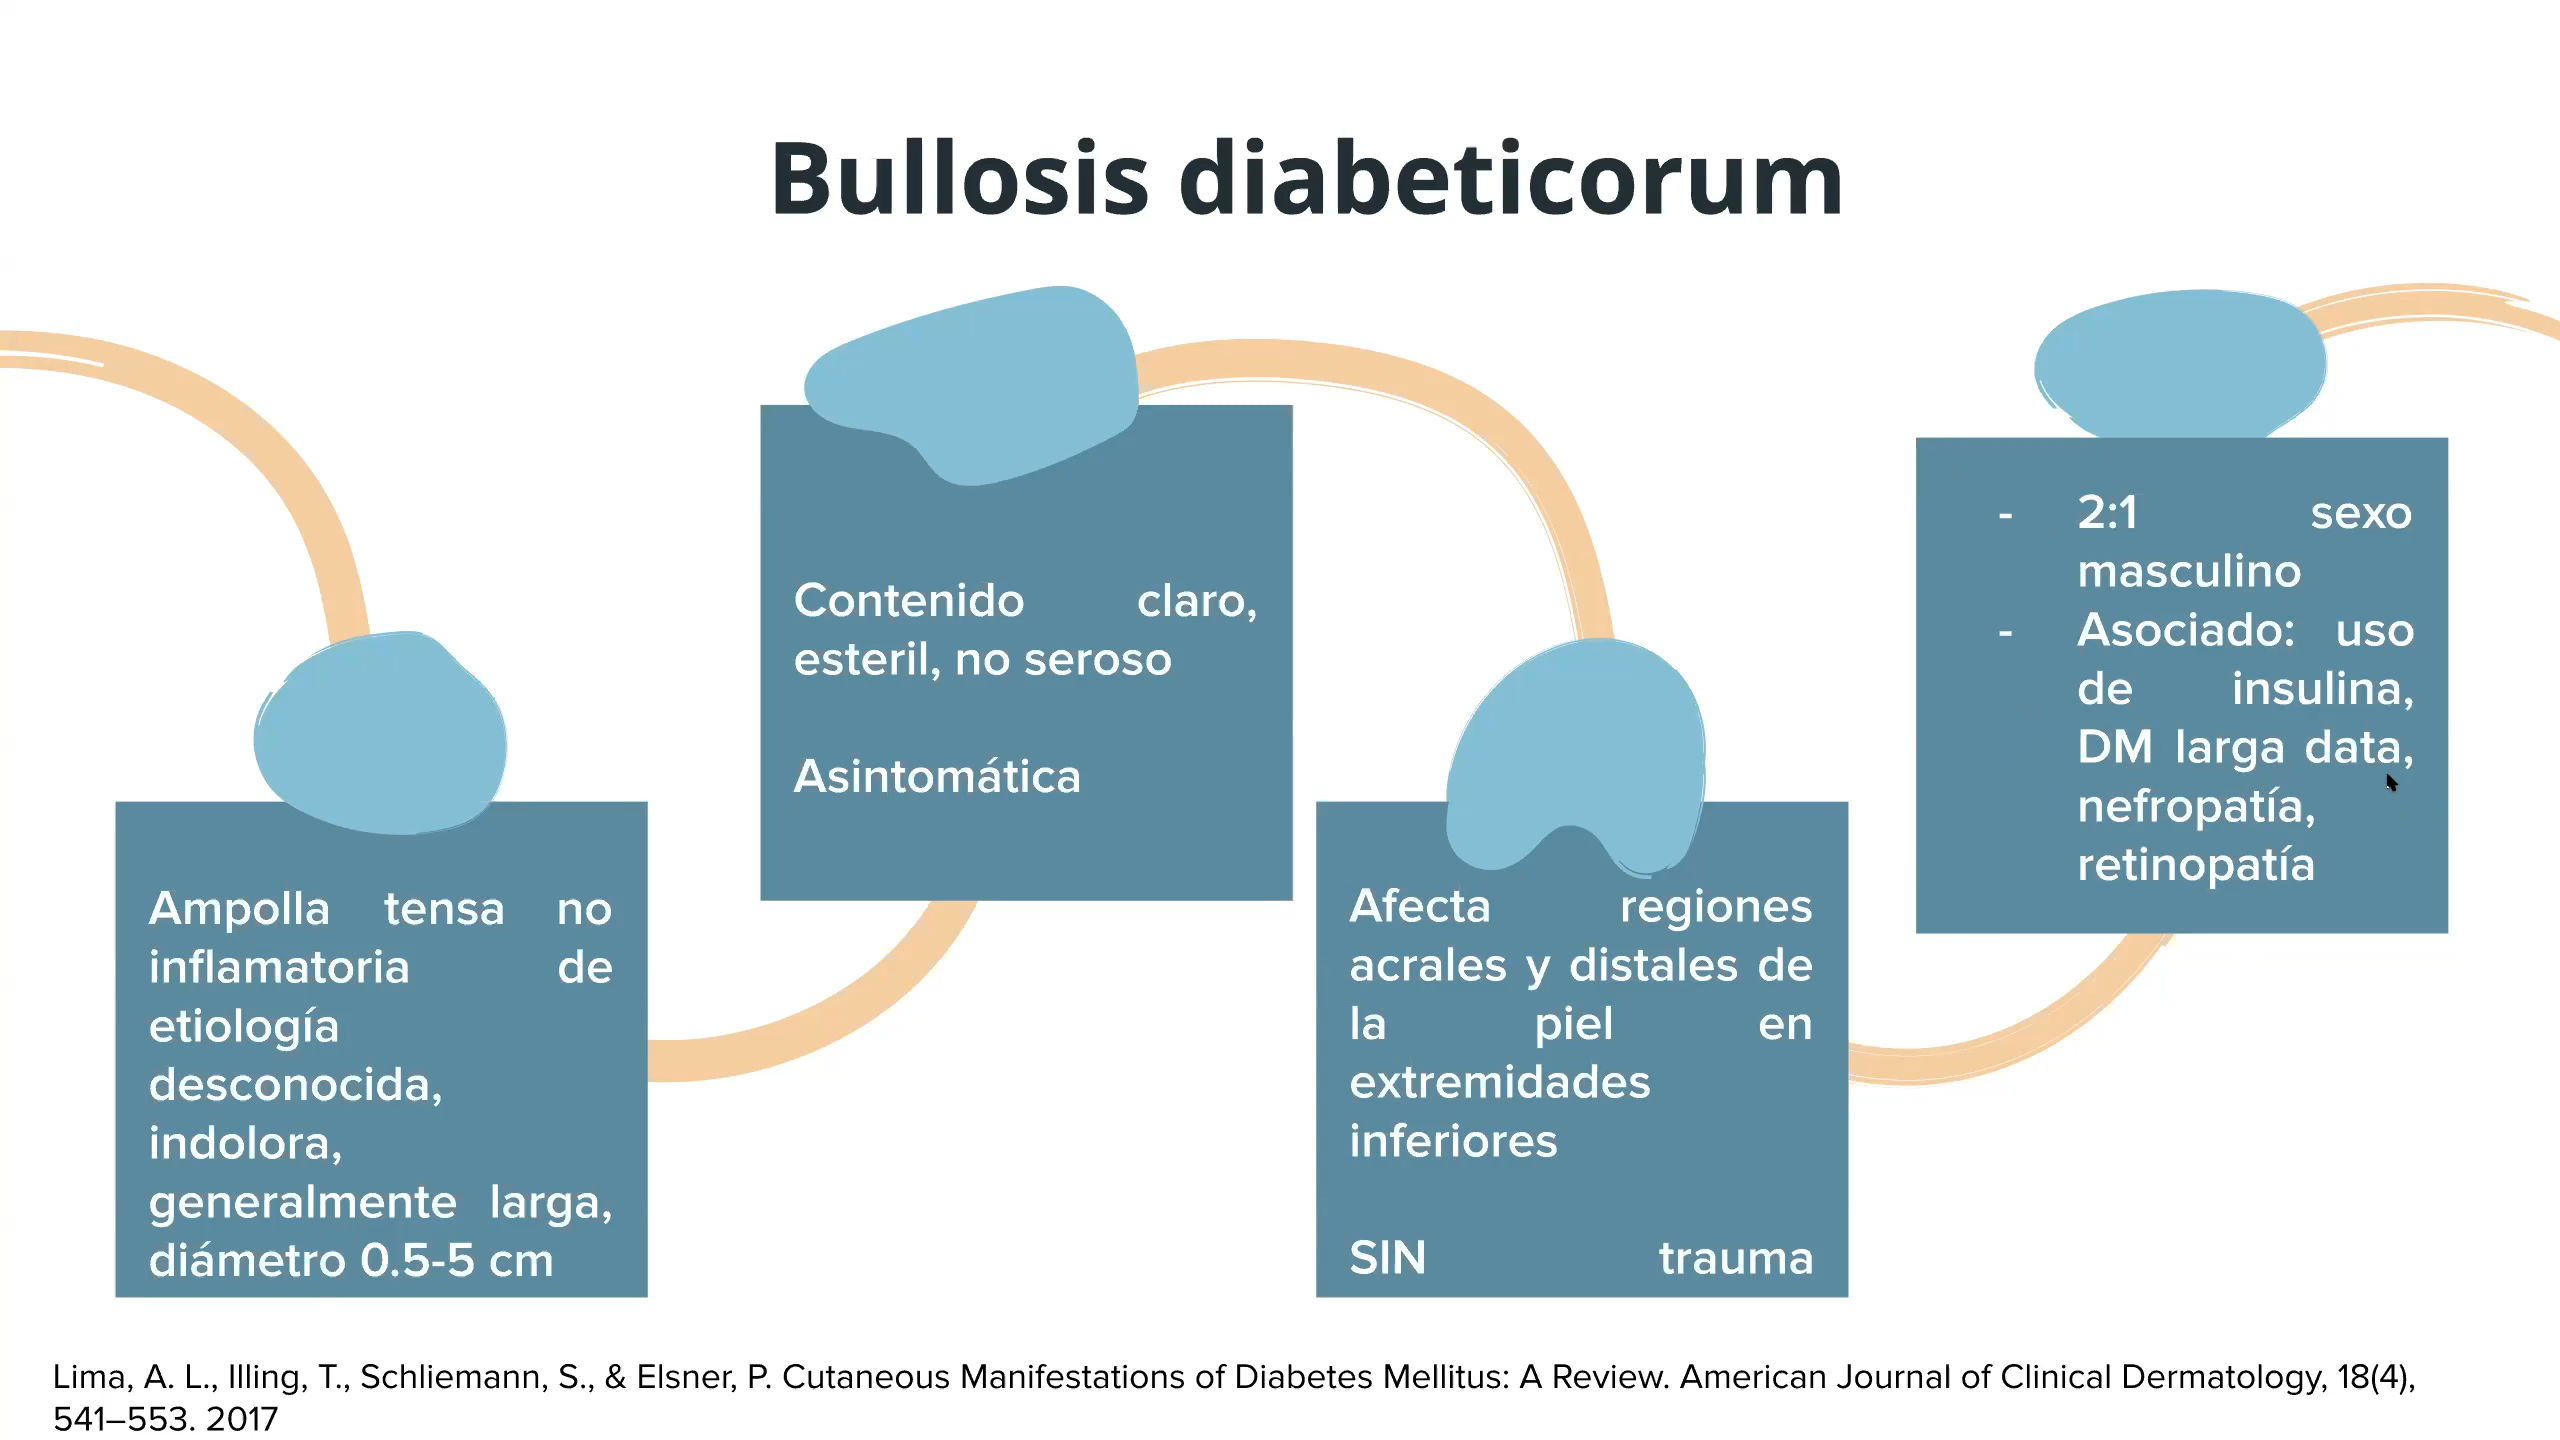 Bullosis diabeticorum
Ampolla tensa no
inflamatoria de
etiología
desconocida,
indolora,
generalmente larga,
diámetro 0.5-5 cm
Contenido claro,
esteril, no seroso
Asintomática
Afecta regiones
acrales y distales de
la piel en
extremidades
inferiores
SIN trauma
- 2:1 sexo
masculino
- Asociado: uso
de insulina,
DM larga data,
nefropatía,
retinopatía
Lima, A. L., Illing, T., Schliemann, S., & Elsner, P. Cutaneous Manifestations of Diabetes Mellitus: A Review. American Journal of Clinical Dermatology, 18(4),
541–553. 2017